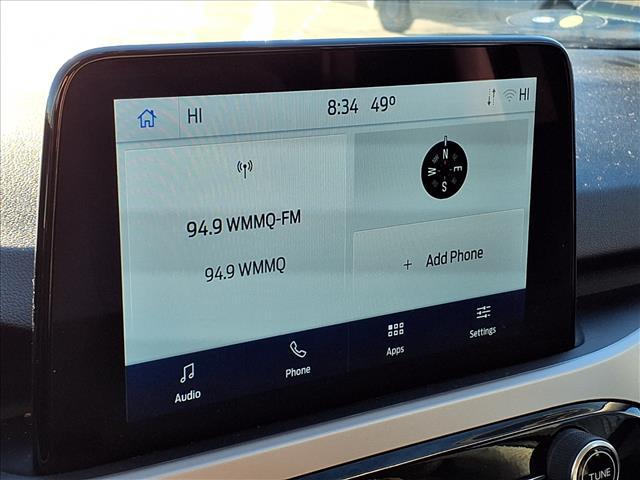 HI 8:34 49° HI
94.9 WMMQ-FM
94.9 WMMQ
N
W E
S
+ Add Phone
Audio Phone Apps Settings
TUNE